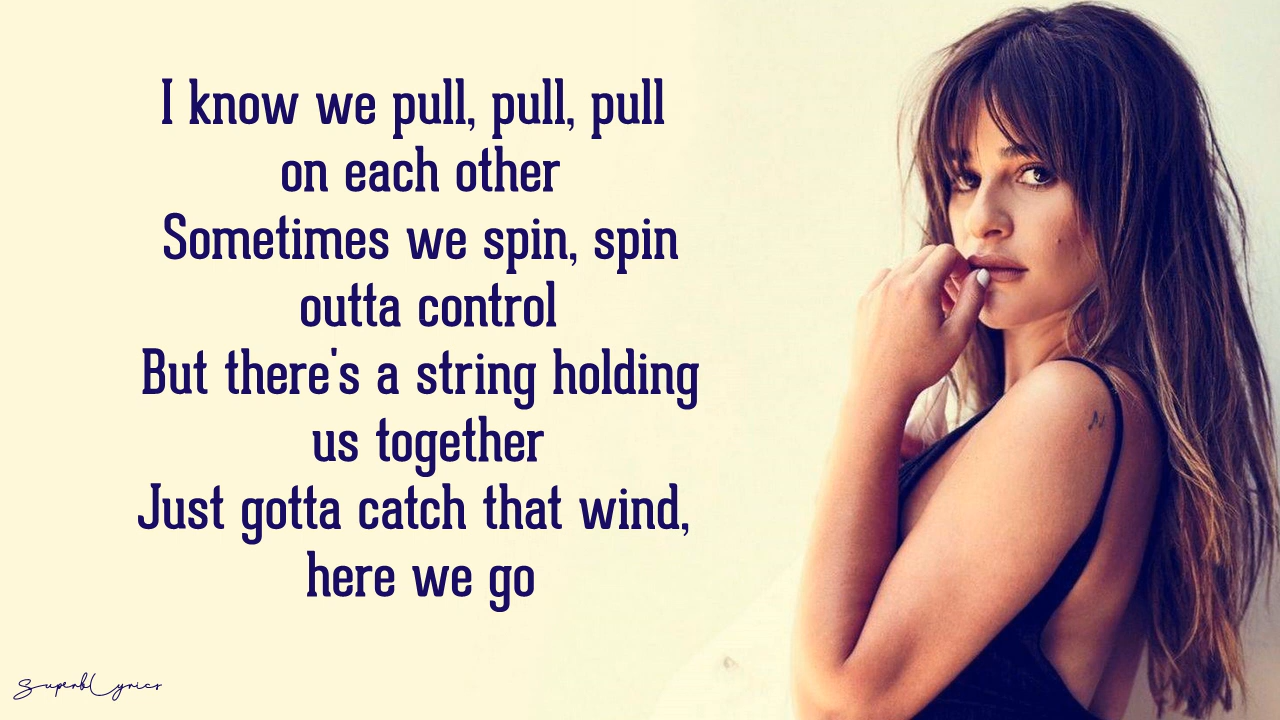 I know we pull, pull, pull
on each other
Sometimes we spin, spin
outta control
But there's a string holding
us together
Just gotta catch that wind,
here we go
SuperbLyrics